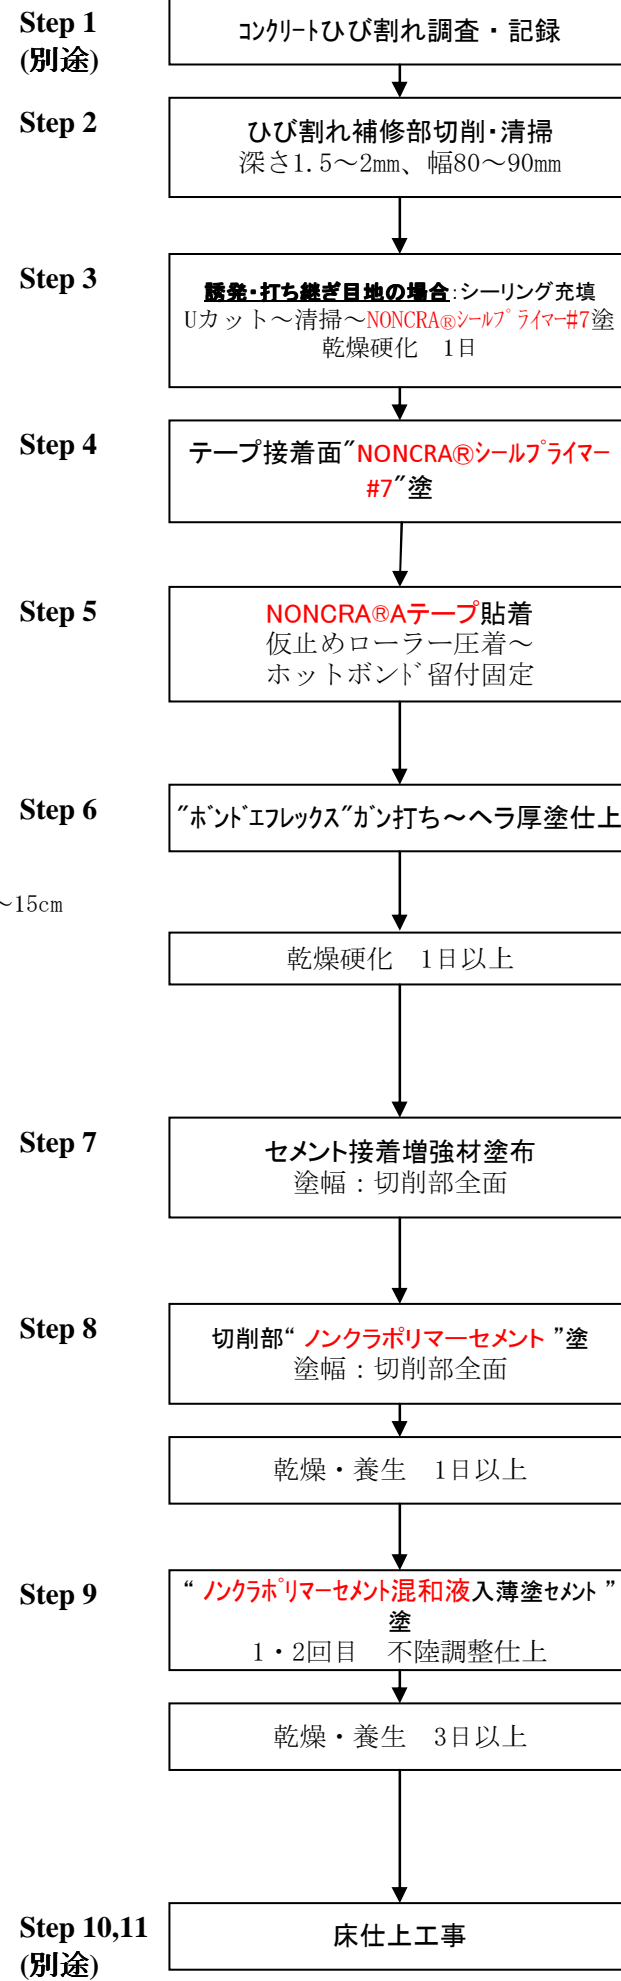 Step 1
(別途)
ｺﾝｸﾘｰﾄひび割れ調査・記録
Step 2
ひび割れ補修部切削・清掃
深さ1.5～2mm、幅80～90mm
Step 3
誘発・打ち継ぎ目地の場合:シーリング充填
Uカット～清掃～NONCRA®ｼｰﾙﾌﾟﾗｲﾏｰ#7塗
乾燥硬化　1日
Step 4
テープ接着面″NONCRA®ｼｰﾙﾌﾟﾗｲﾏｰ
#7″塗
Step 5
NONCRA®Aテープ貼着
仮止めローラー圧着～
ホットボンﾄﾞ留付固定
Step 6
″ﾎﾞﾝﾄﾞｴﾌﾚｯｸｽ″ｶﾞﾝ打ち～ヘラ厚塗仕上
～15cm
乾燥硬化　1日以上
Step 7
セメント接着増強材塗布
塗幅：切削部全面
Step 8
切削部“ ノンクラポリマーセメント ”塗
塗幅：切削部全面
乾燥・養生　1日以上
Step 9
“ ﾉﾝｸﾗﾎﾟﾘﾏｰｾﾒﾝﾄ混和液入薄塗ｾﾒﾝﾄ ”
塗
1・2回目　不陸調整仕上
乾燥・養生　3日以上
Step 10,11
(別途)
床仕上工事